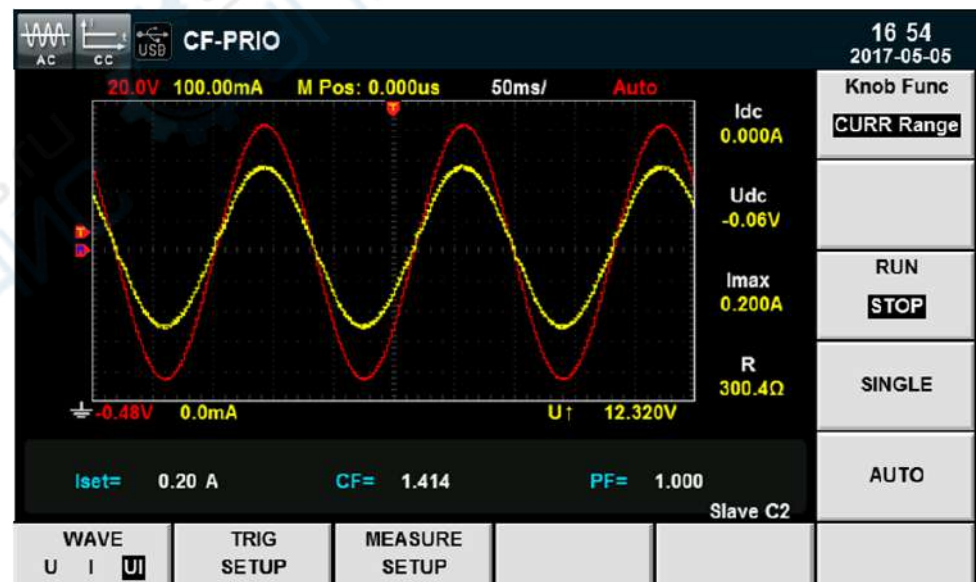 AC CC USB CF-PRIO 16 54
2017-05-05
20.0V 100.00mA M Pos: 0.000us 50ms/ Auto
T
Idc
0.000A
Udc
-0.06V
Imax
0.200A
R
300.4Ω
T
-0.48V 0.0mA U↑ 12.320V
Iset= 0.20 A CF= 1.414 PF= 1.000
Slave C2
Knob Func
CURR Range
RUN
STOP
SINGLE
AUTO
WAVE
U I UI
TRIG
SETUP
MEASURE
SETUP